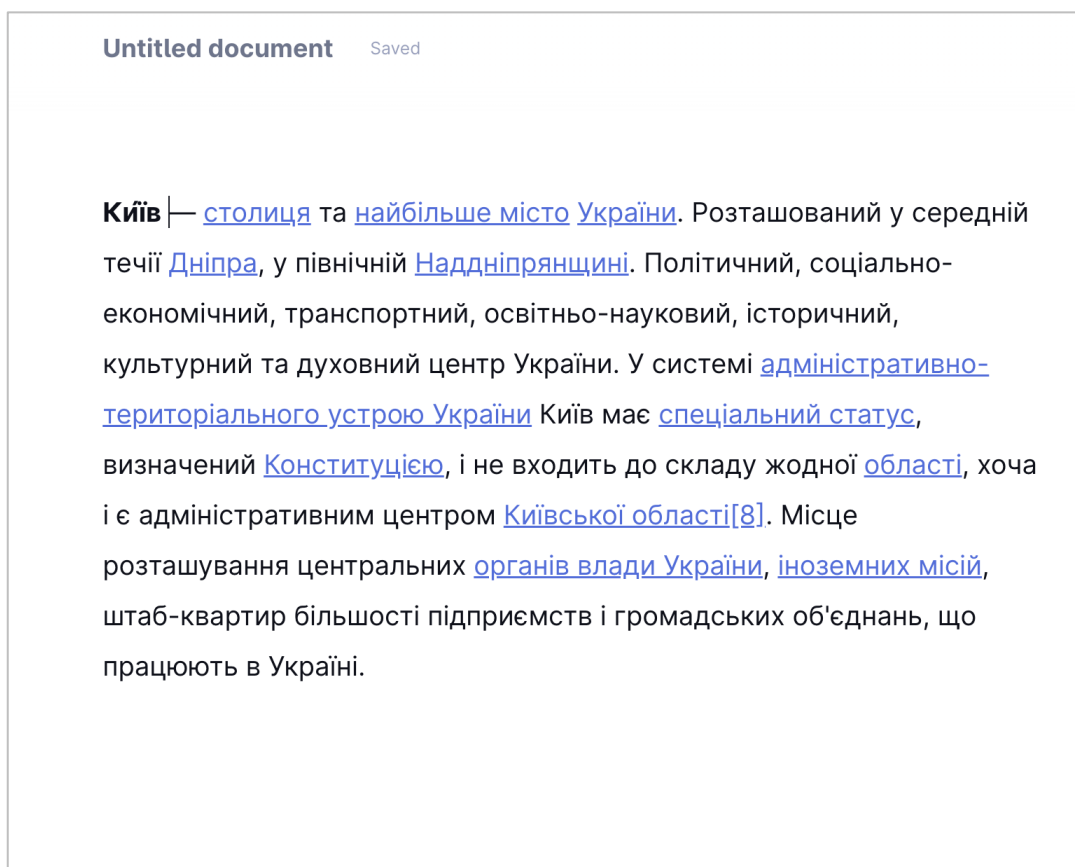 Untitled document Saved
Ки́їв — столиця та найбільше місто України. Розташований у середній
течії Дніпра, у північній Наддніпрянщині. Політичний, соціально-
економічний, транспортний, освітньо-науковий, історичний,
культурний та духовний центр України. У системі адміністративно-
територіального устрою України Київ має спеціальний статус,
визначений Конституцією, і не входить до складу жодної області, хоча
і є адміністративним центром Київської області[8]. Місце
розташування центральних органів влади України, іноземних місій,
штаб-квартир більшості підприємств і громадських об'єднань, що
працюють в Україні.